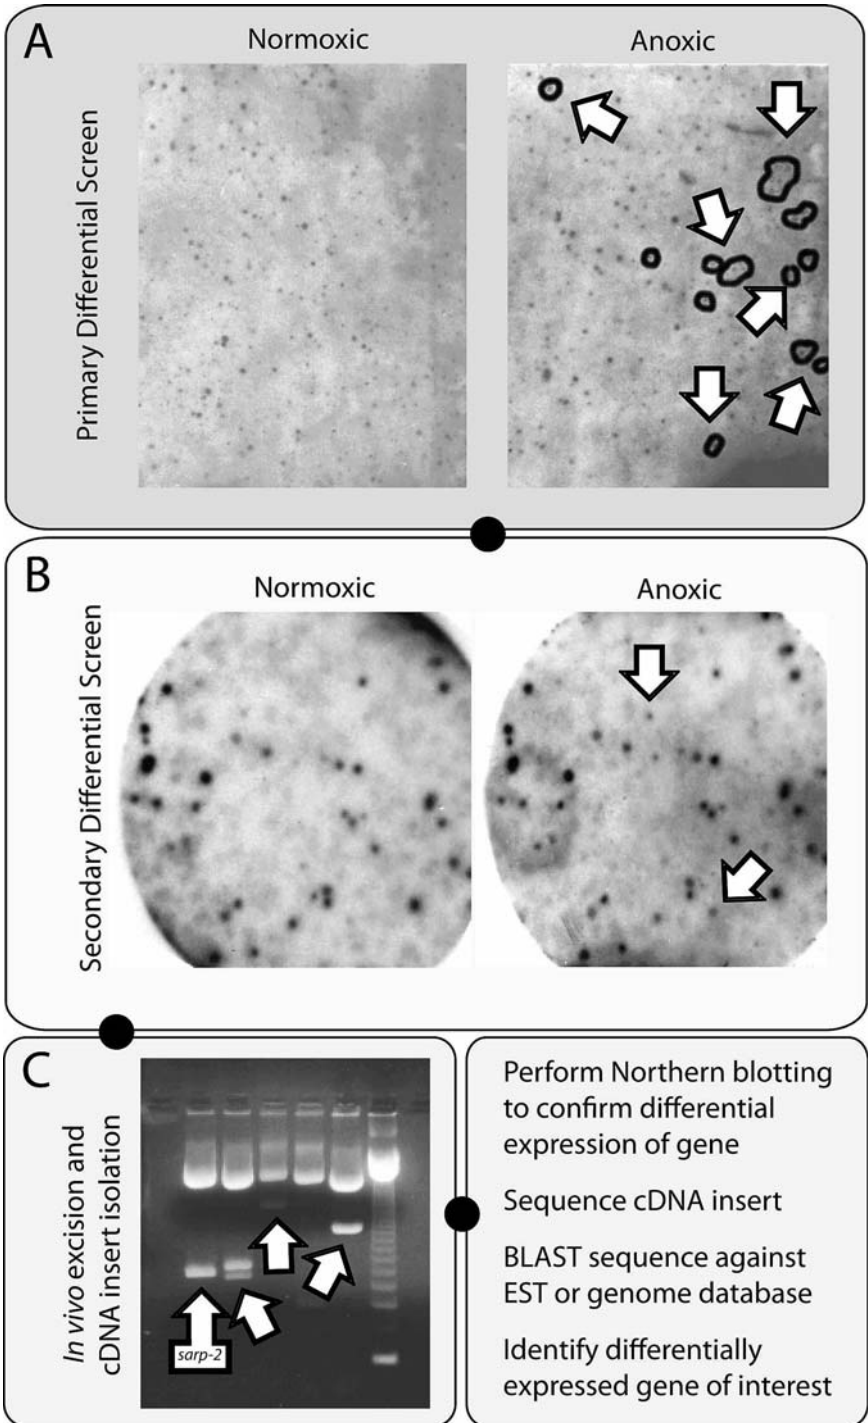 A
Normoxic
Anoxic
Primary Differential Screen
B
Normoxic
Anoxic
Secondary Differential Screen
C
In vivo excision and
cDNA insert isolation
sarp-2
Perform Northern blotting
to confirm differential
expression of gene
Sequence cDNA insert
BLAST sequence against
EST or genome database
Identify differentially
expressed gene of interest